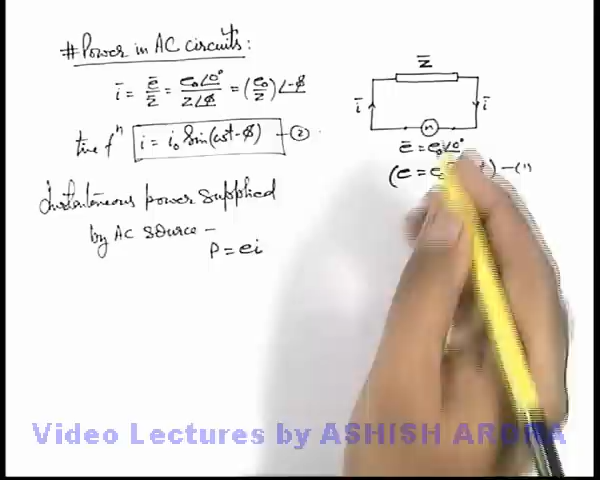 # Power in AC circuits:
ī = ē/z̄ = e₀∠0°/Z∠φ = (e₀/Z)∠-φ
time fⁿ i = i₀ sin(ωt-φ) —②
Instantaneous power supplied
by AC source —
P = ei
z̄
ī ī
ē = e₀∠0°
(e = e₀ t) —(1)
Video Lectures by ASHISH ARORA